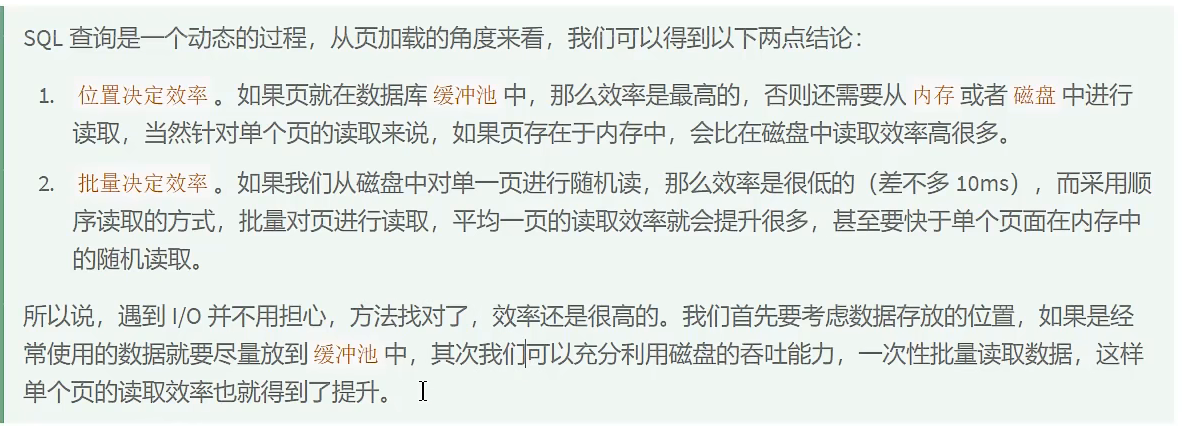 SQL 查询是一个动态的过程，从页加载的角度来看，我们可以得到以下两点结论：
1. 位置决定效率。如果页就在数据库 缓冲池 中，那么效率是最高的，否则还需要从 内存 或者 磁盘 中进行
读取，当然针对单个页的读取来说，如果页存在于内存中，会比在磁盘中读取效率高很多。
2. 批量决定效率。如果我们从磁盘中对单一页进行随机读，那么效率是很低的（差不多 10ms），而采用顺
序读取的方式，批量对页进行读取，平均一页的读取效率就会提升很多，甚至要快于单个页面在内存中
的随机读取。
所以说，遇到 I/O 并不用担心，方法找对了，效率还是很高的。我们首先要考虑数据存放的位置，如果是经
常使用的数据就要尽量放到 缓冲池 中，其次我们可以充分利用磁盘的吞吐能力，一次性批量读取数据，这样
单个页的读取效率也就得到了提升。